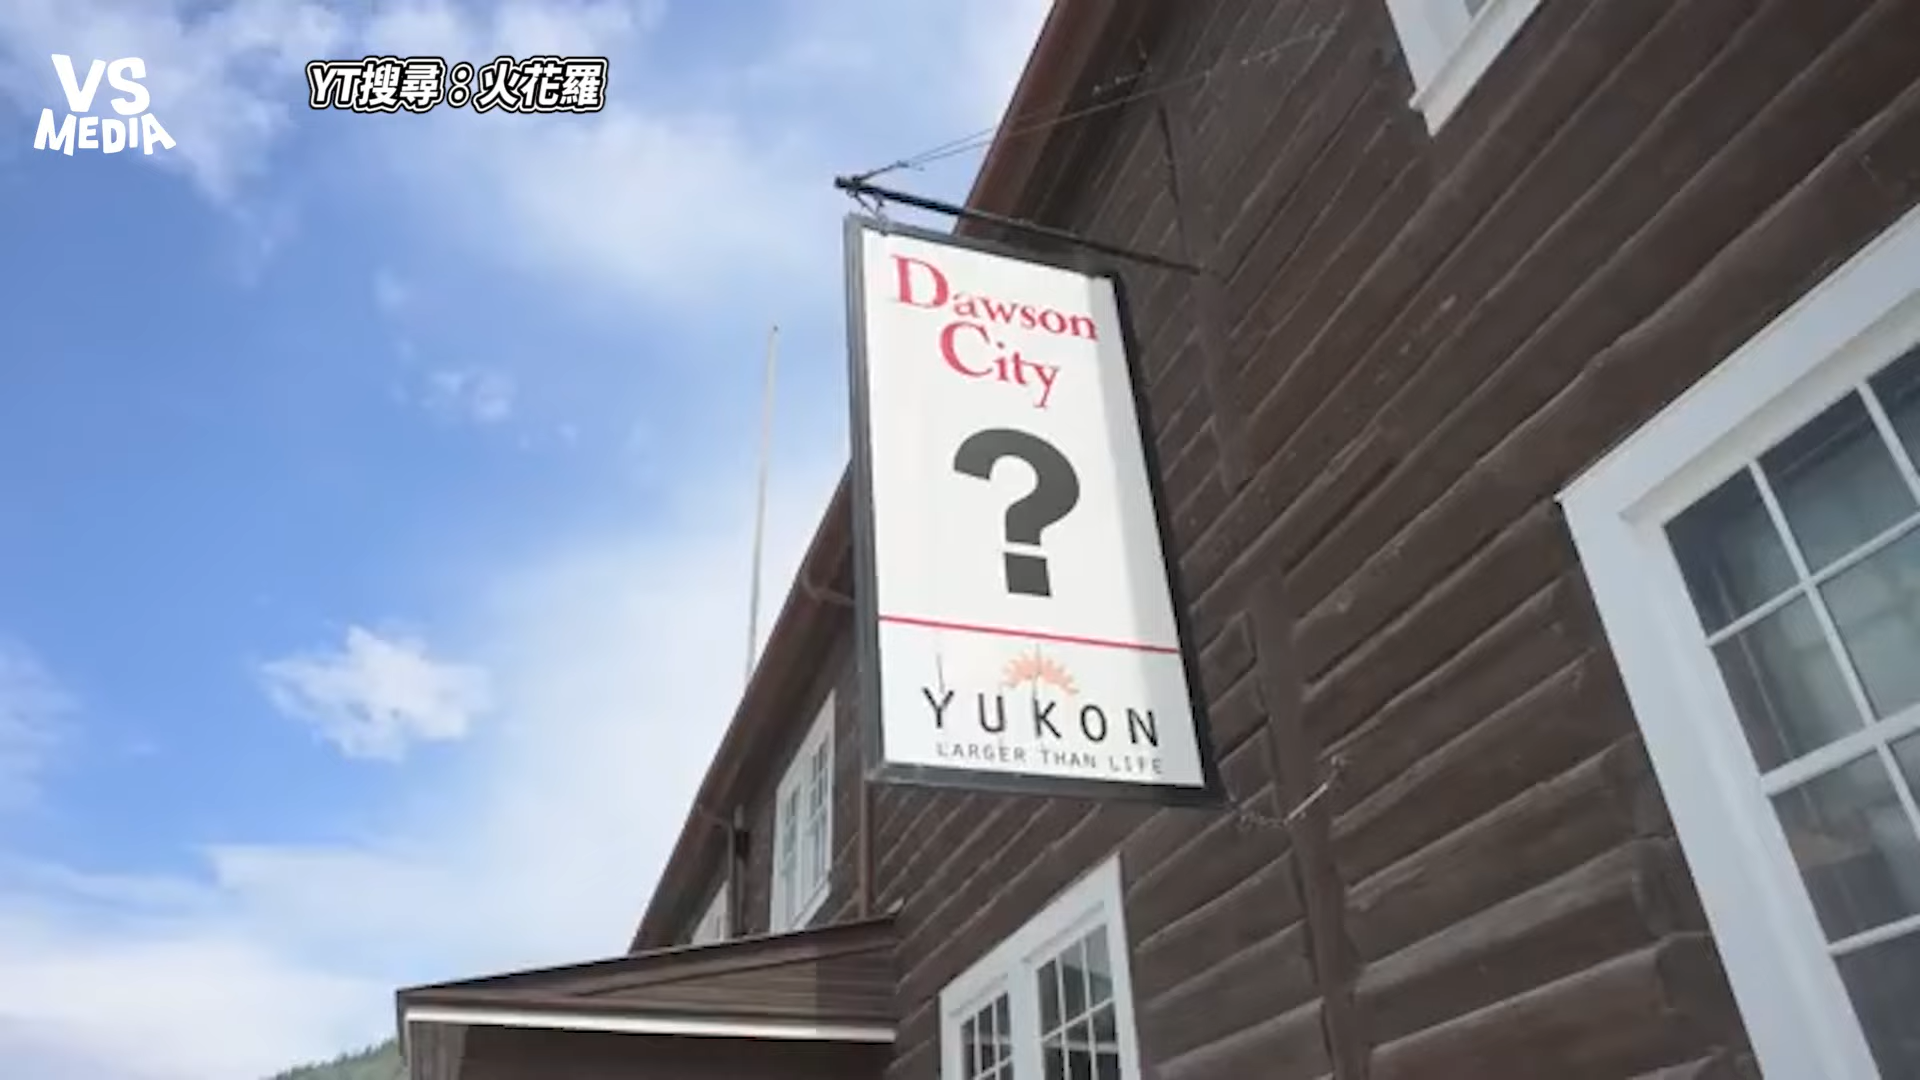 VS
MEDIA
YT搜尋：火花羅
Dawson
City
?
YUKON
LARGER THAN LIFE